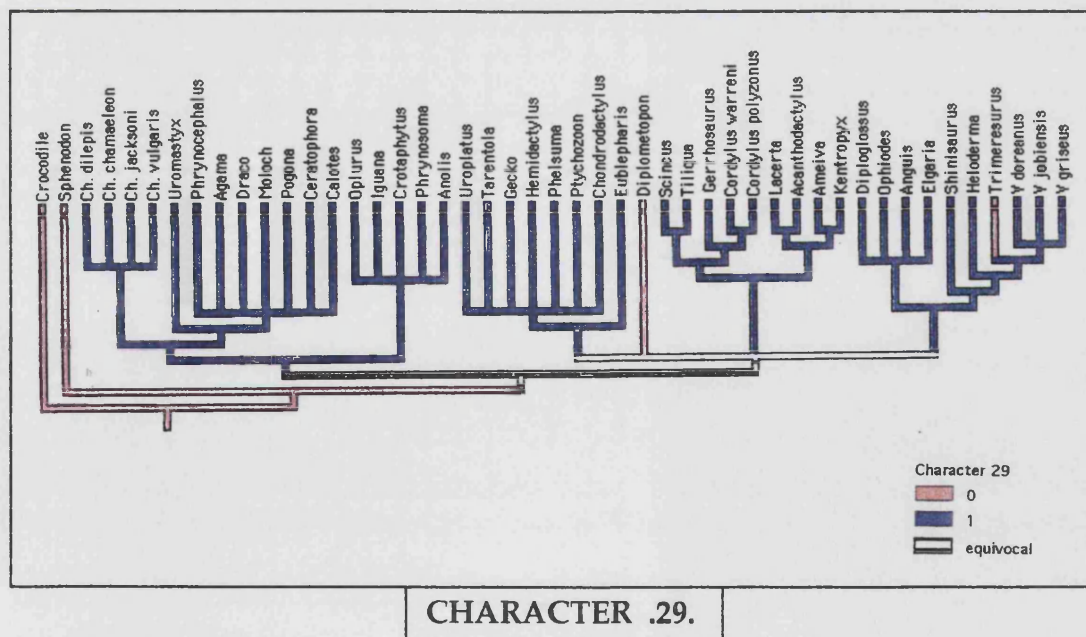 Crocodile
Sphenodon
Ch. dilepis
Ch. chamaeleon
Ch. jacksoni
Ch. vulgaris
Uromastyx
Phrynocephalus
Agama
Draco
Moloch
Pogona
Ceratophora
Calotes
Oplurus
Iguana
Crotaphytus
Phrynosoma
Anolis
Uroplatus
Tarentola
Gecko
Hemidactylus
Phelsuma
Ptychozoon
Chondrodactylus
Eublepharis
Diplometopon
Scincus
Tiliqua
Gerrhosaurus
Cordylus warreni
Cordylus polyzonus
Lacerta
Acanthodactylus
Ameiva
Kentropyx
Diploglossus
Ophiodes
Anguis
Elgaria
Shinisaurus
Heloderma
Trimeresurus
V doreanus
V jobiensis
V griseus
Character 29
0
1
equivocal
CHARACTER .29.